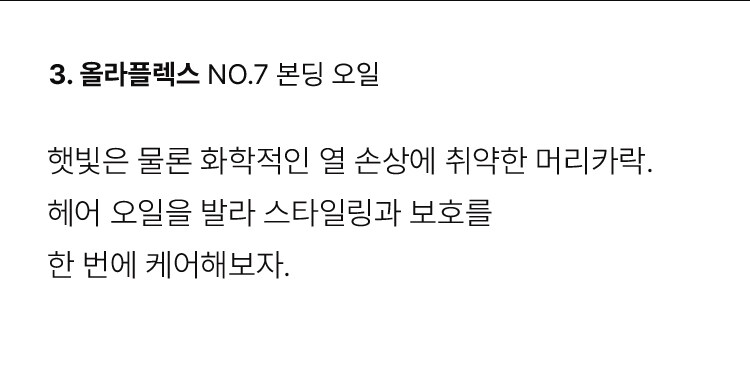 3. 올라플렉스 NO.7 본딩 오일
햇빛은 물론 화학적인 열 손상에 취약한 머리카락.
헤어 오일을 발라 스타일링과 보호를
한 번에 케어해보자.